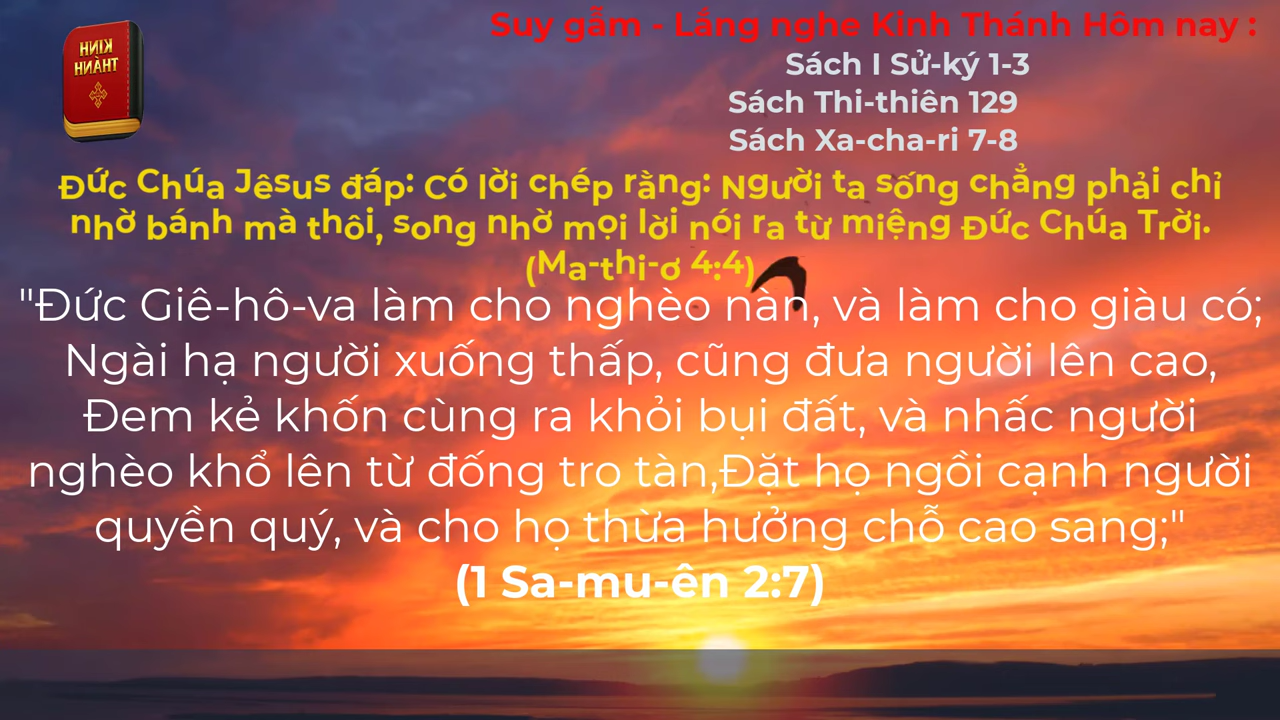 Suy gẫm - Lắng nghe Kinh Thánh Hôm nay :
KINH
THÁNH
Sách I Sử-ký 1-3
Sách Thi-thiên 129
Sách Xa-cha-ri 7-8
Đức Chúa Jêsus đáp: Có lời chép rằng: Người ta sống chẳng phải chỉ
nhờ bánh mà thôi, song nhờ mọi lời nói ra từ miệng Đức Chúa Trời.
(Ma-thi-ơ 4:4)
"Đức Giê-hô-va làm cho nghèo nàn, và làm cho giàu có;
Ngài hạ người xuống thấp, cũng đưa người lên cao,
Đem kẻ khốn cùng ra khỏi bụi đất, và nhấc người
nghèo khổ lên từ đống tro tàn,Đặt họ ngồi cạnh người
quyền quý, và cho họ thừa hưởng chỗ cao sang;"
(1 Sa-mu-ên 2:7)